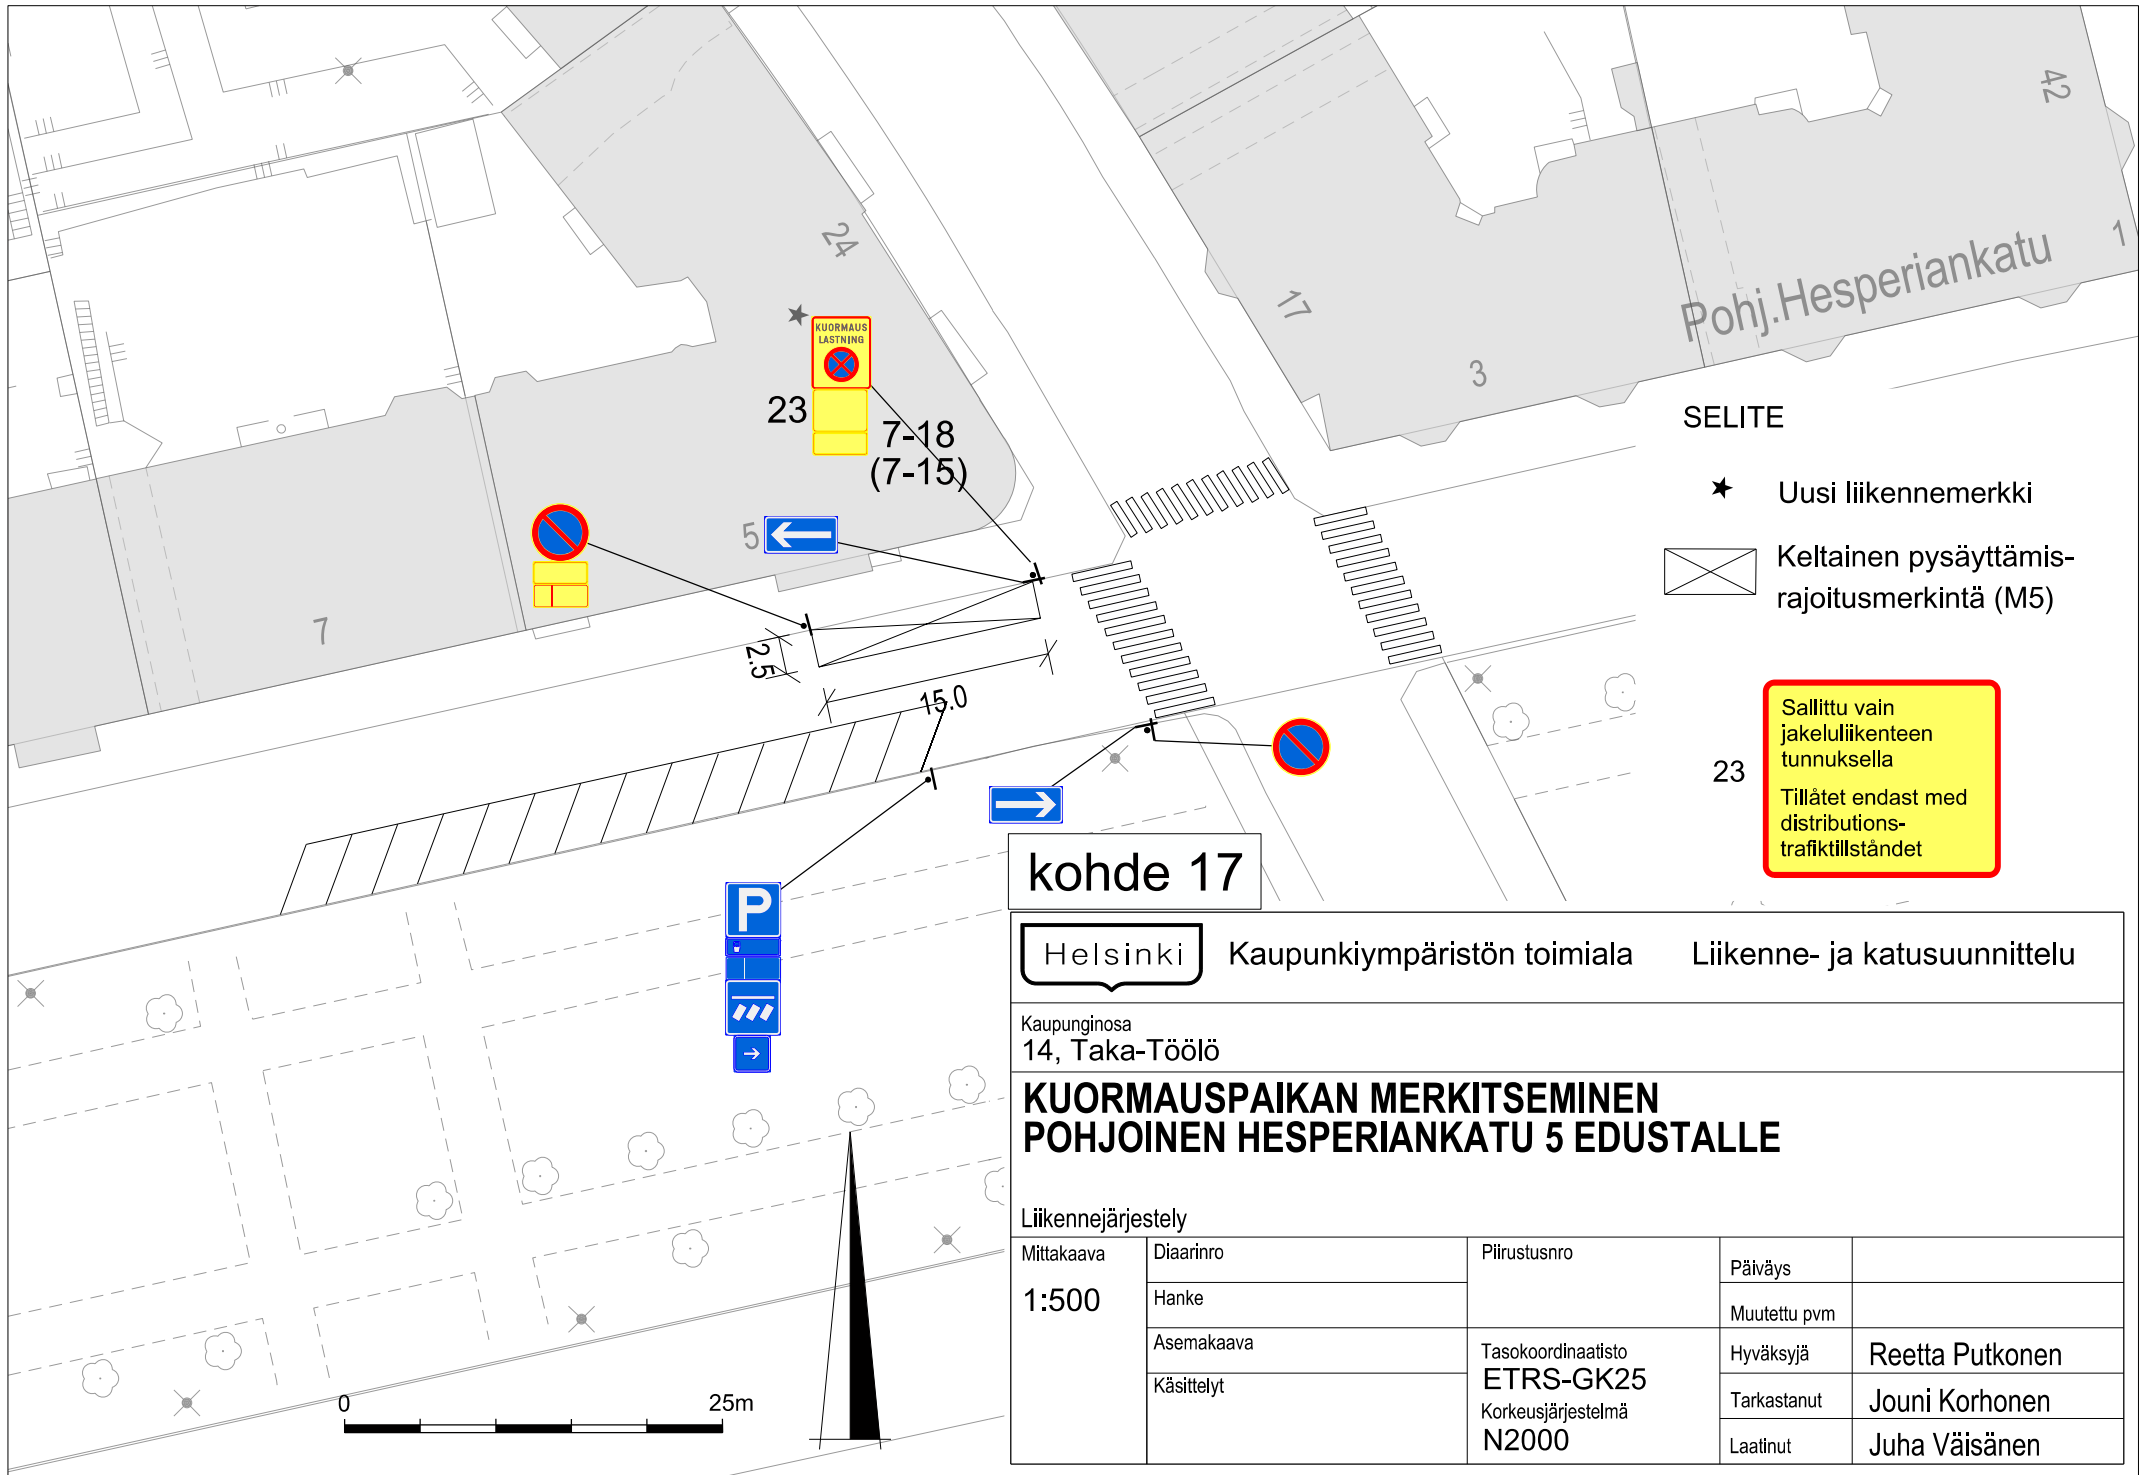 42
24
1
Pohj.Hesperiankatu
17
3
KUORMAUS
LASTNING
23
7-18
(7-15)
5
7
2.5
15.0
P
SELITE
Uusi liikennemerkki
Keltainen pysäyttämis-
rajoitusmerkintä (M5)
23
Sallittu vain
jakeluliikenteen
tunnuksella
Tillåtet endast med
distributions-
trafiktillståndet
kohde 17
Helsinki Kaupunkiympäristön toimiala Liikenne- ja katusuunnittelu
Kaupunginosa
14, Taka-Töölö
KUORMAUSPAIKAN MERKITSEMINEN
POHJOINEN HESPERIANKATU 5 EDUSTALLE
Liikennejärjestely
Mittakaava
1:500
Diaarinro
Hanke
Asemakaava
Käsittelyt
Piirustusnro
Tasokoordinaatisto
ETRS-GK25
Korkeusjärjestelmä
N2000
Päiväys
Muutettu pvm
Hyväksyjä Reetta Putkonen
Tarkastanut Jouni Korhonen
Laatinut Juha Väisänen
0 25m